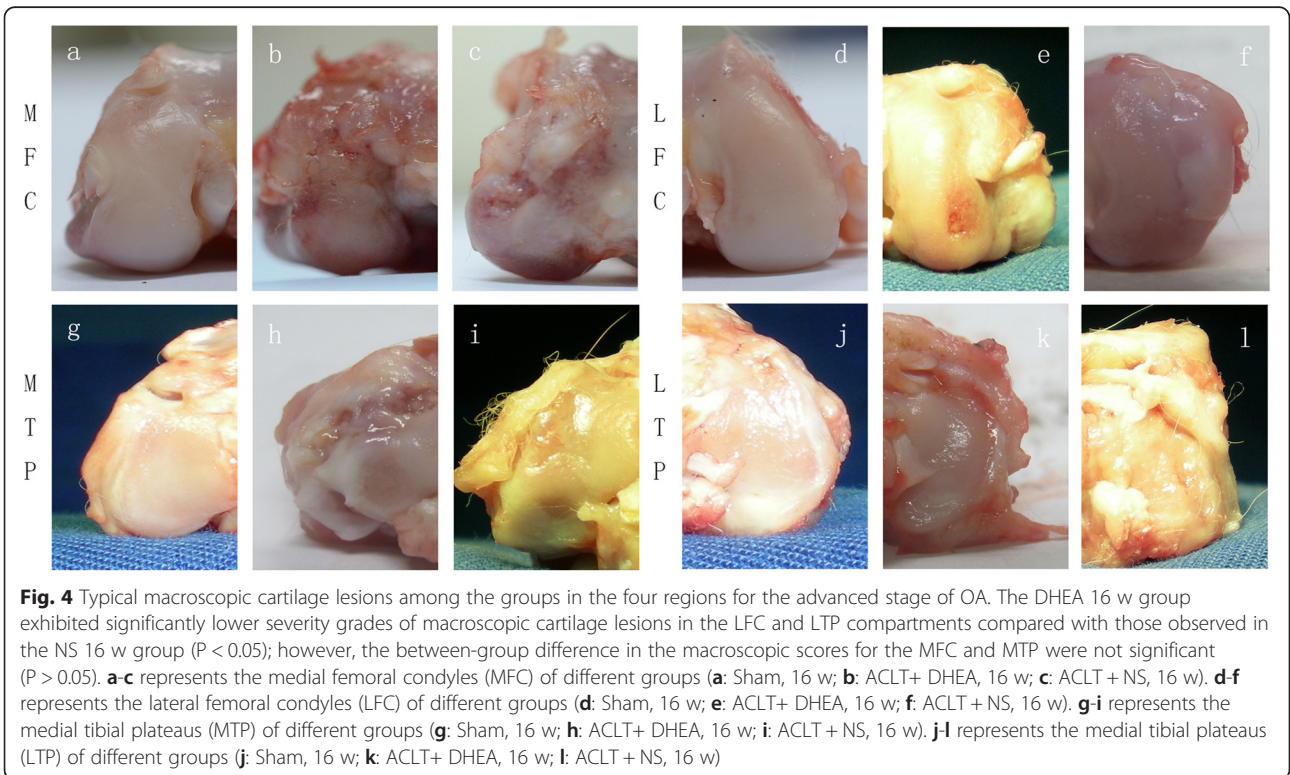 a
b
c
d
e
f
M
F
C
L
F
C
g
h
i
j
k
l
M
T
P
L
T
P
Fig. 4 Typical macroscopic cartilage lesions among the groups in the four regions for the advanced stage of OA. The DHEA 16 w group
exhibited significantly lower severity grades of macroscopic cartilage lesions in the LFC and LTP compartments compared with those observed in
the NS 16 w group (P < 0.05); however, the between-group difference in the macroscopic scores for the MFC and MTP were not significant
(P > 0.05). a-c represents the medial femoral condyles (MFC) of different groups (a: Sham, 16 w; b: ACLT+ DHEA, 16 w; c: ACLT + NS, 16 w). d-f
represents the lateral femoral condyles (LFC) of different groups (d: Sham, 16 w; e: ACLT+ DHEA, 16 w; f: ACLT + NS, 16 w). g-i represents the
medial tibial plateaus (MTP) of different groups (g: Sham, 16 w; h: ACLT+ DHEA, 16 w; i: ACLT + NS, 16 w). j-l represents the medial tibial plateaus
(LTP) of different groups (j: Sham, 16 w; k: ACLT+ DHEA, 16 w; l: ACLT + NS, 16 w)